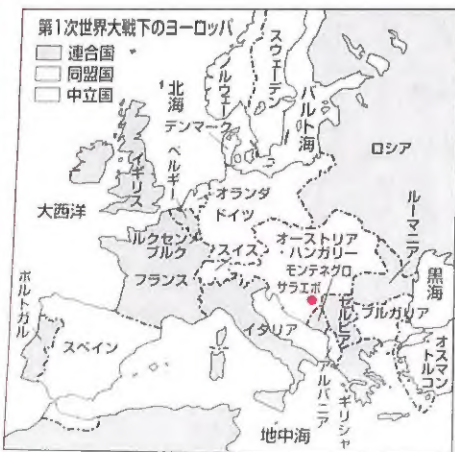 第1次世界大戦下のヨーロッパ
連合国
同盟国
中立国
北海
ノルウェー
スウェーデン
デンマーク
バルト海
ロシア
イギリス
ベルギー
オランダ
ドイツ
大西洋
ルクセンブルク
スイス
オーストリア
ハンガリー
モンテネグロ
サラエボ
ルーマニア
黒海
フランス
セルビア
ブルガリア
ポルトガル
スペイン
イタリア
オスマン
トルコ
アルバニア
ギリシャ
地中海